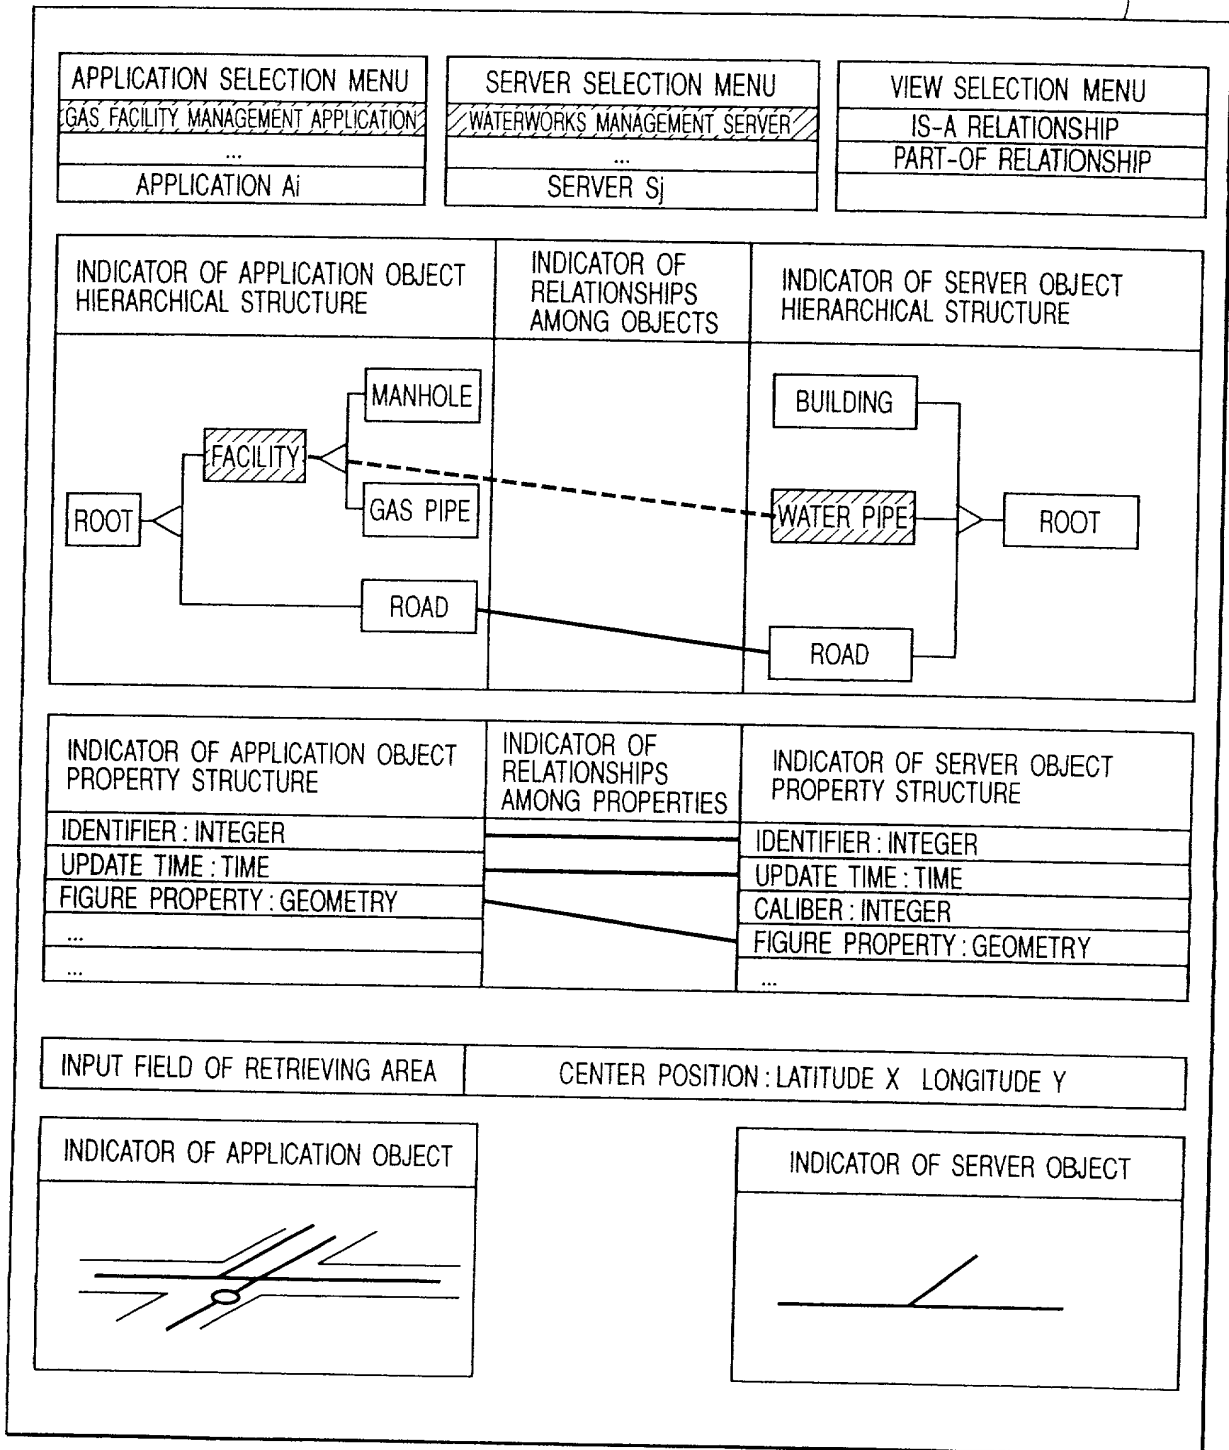 APPLICATION SELECTION MENU
GAS FACILITY MANAGEMENT APPLICATION
...
APPLICATION Ai
SERVER SELECTION MENU
WATERWORKS MANAGEMENT SERVER
...
SERVER Sj
VIEW SELECTION MENU
IS-A RELATIONSHIP
PART-OF RELATIONSHIP
INDICATOR OF APPLICATION OBJECT
HIERARCHICAL STRUCTURE
INDICATOR OF
RELATIONSHIPS
AMONG OBJECTS
INDICATOR OF SERVER OBJECT
HIERARCHICAL STRUCTURE
MANHOLE
FACILITY
GAS PIPE
ROOT
ROAD
BUILDING
WATER PIPE
ROOT
ROAD
INDICATOR OF APPLICATION OBJECT
PROPERTY STRUCTURE
INDICATOR OF
RELATIONSHIPS
AMONG PROPERTIES
INDICATOR OF SERVER OBJECT
PROPERTY STRUCTURE
IDENTIFIER : INTEGER
UPDATE TIME : TIME
FIGURE PROPERTY : GEOMETRY
...
...
IDENTIFIER : INTEGER
UPDATE TIME : TIME
CALIBER : INTEGER
FIGURE PROPERTY : GEOMETRY
...
INPUT FIELD OF RETRIEVING AREA
CENTER POSITION : LATITUDE X LONGITUDE Y
INDICATOR OF APPLICATION OBJECT
INDICATOR OF SERVER OBJECT